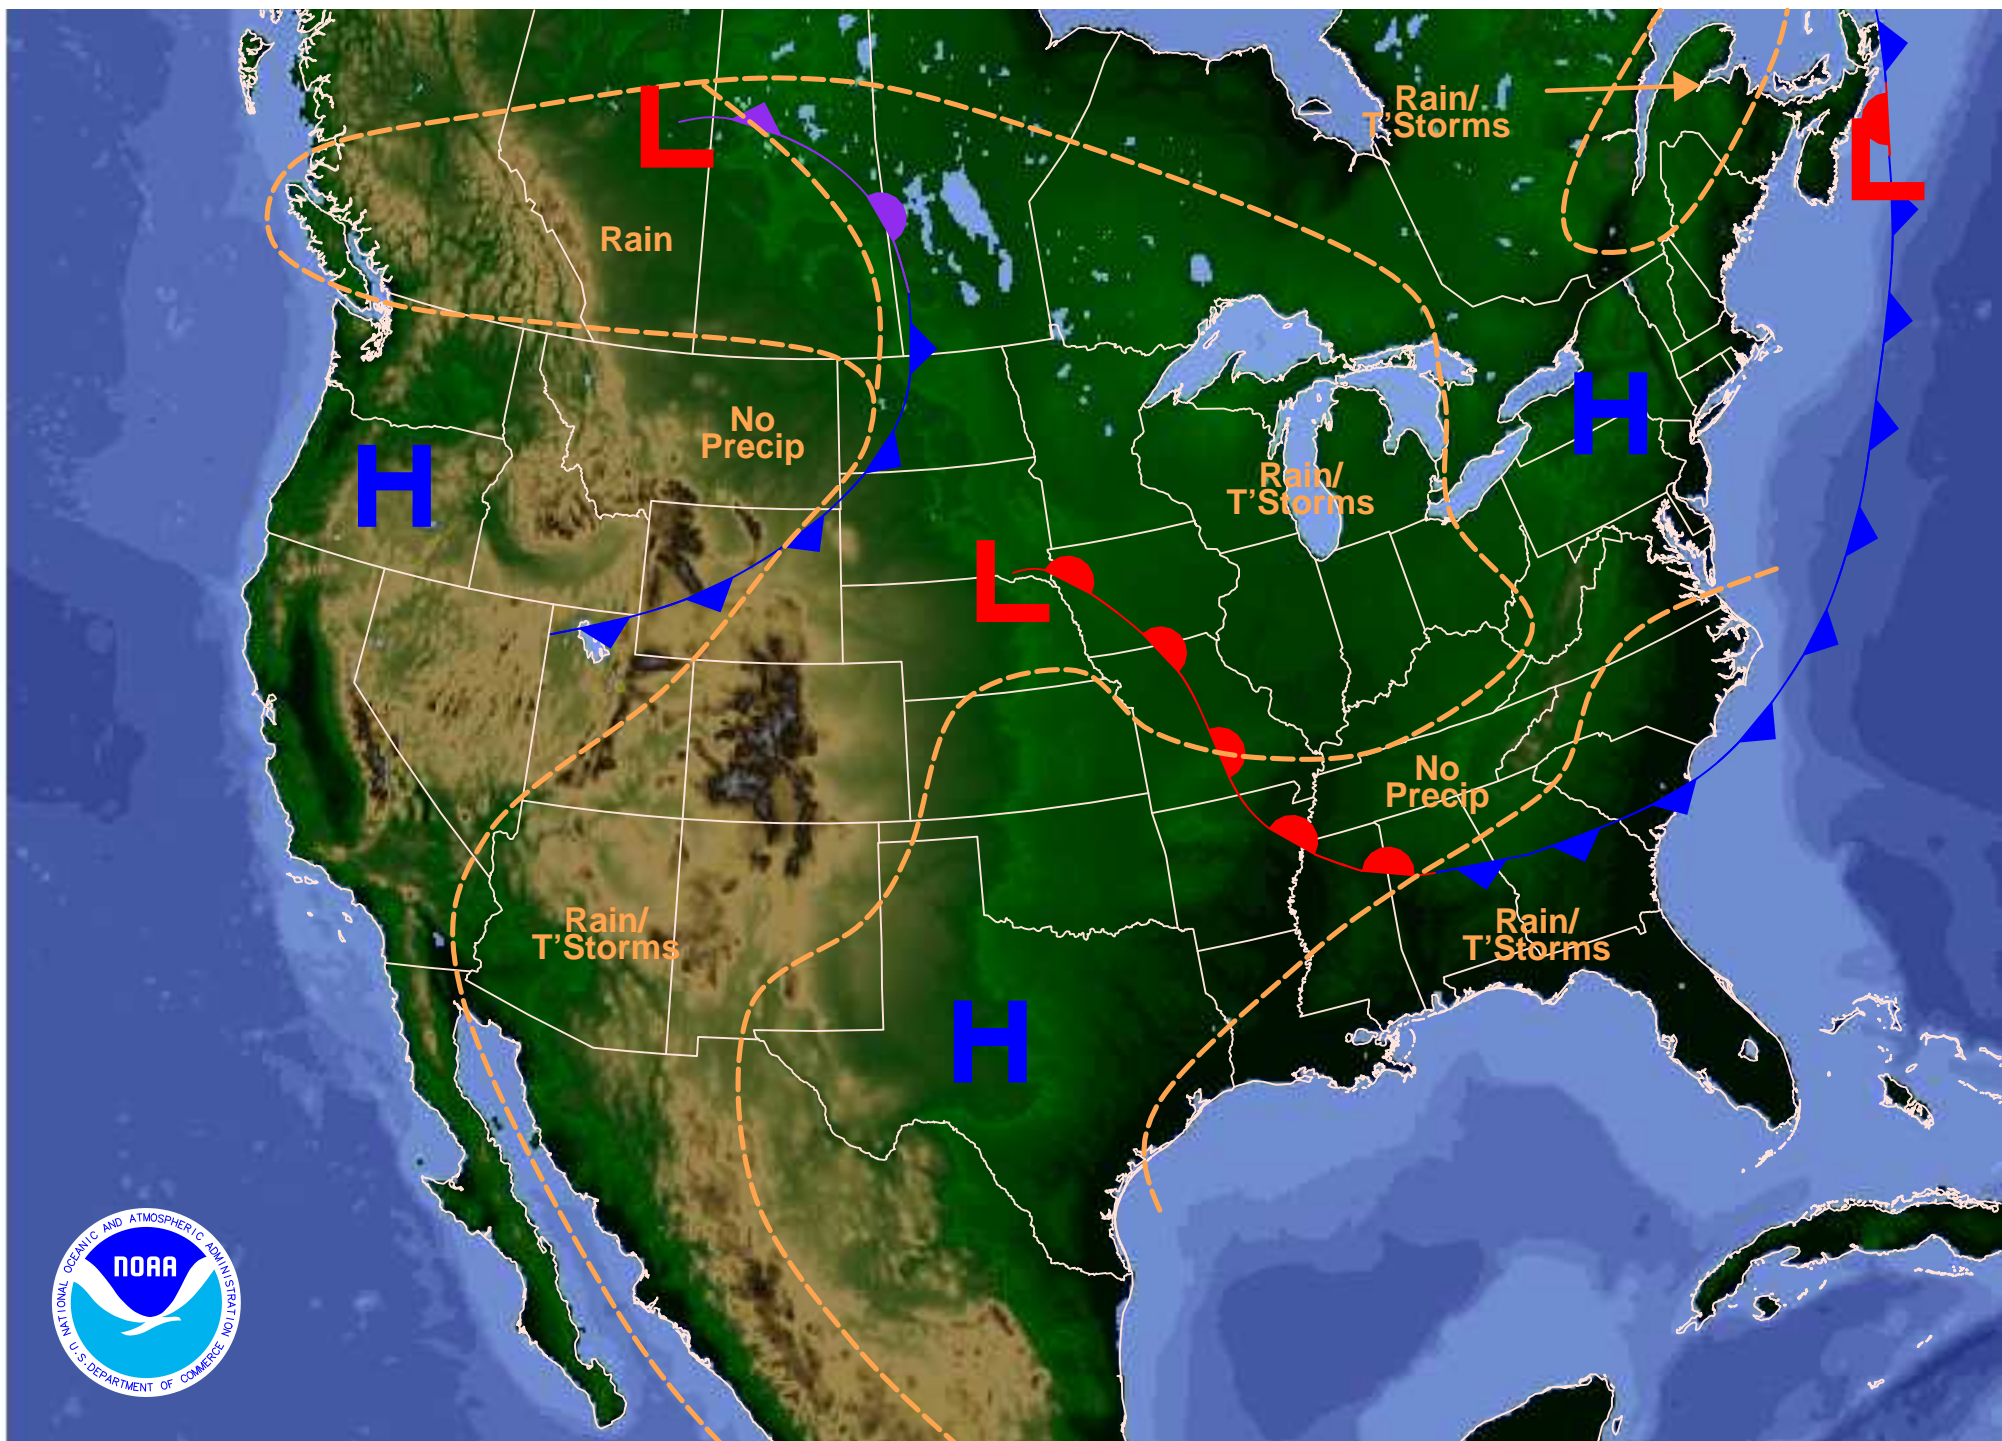 Rain/
T'Storms
L
L
Rain
H
No
Precip
H
Rain/
T'Storms
L
No
Precip
Rain/
T'Storms
Rain/
T'Storms
H
NATIONAL OCEANIC AND ATMOSPHERIC ADMINISTRATION
NOAA
U.S. DEPARTMENT OF COMMERCE